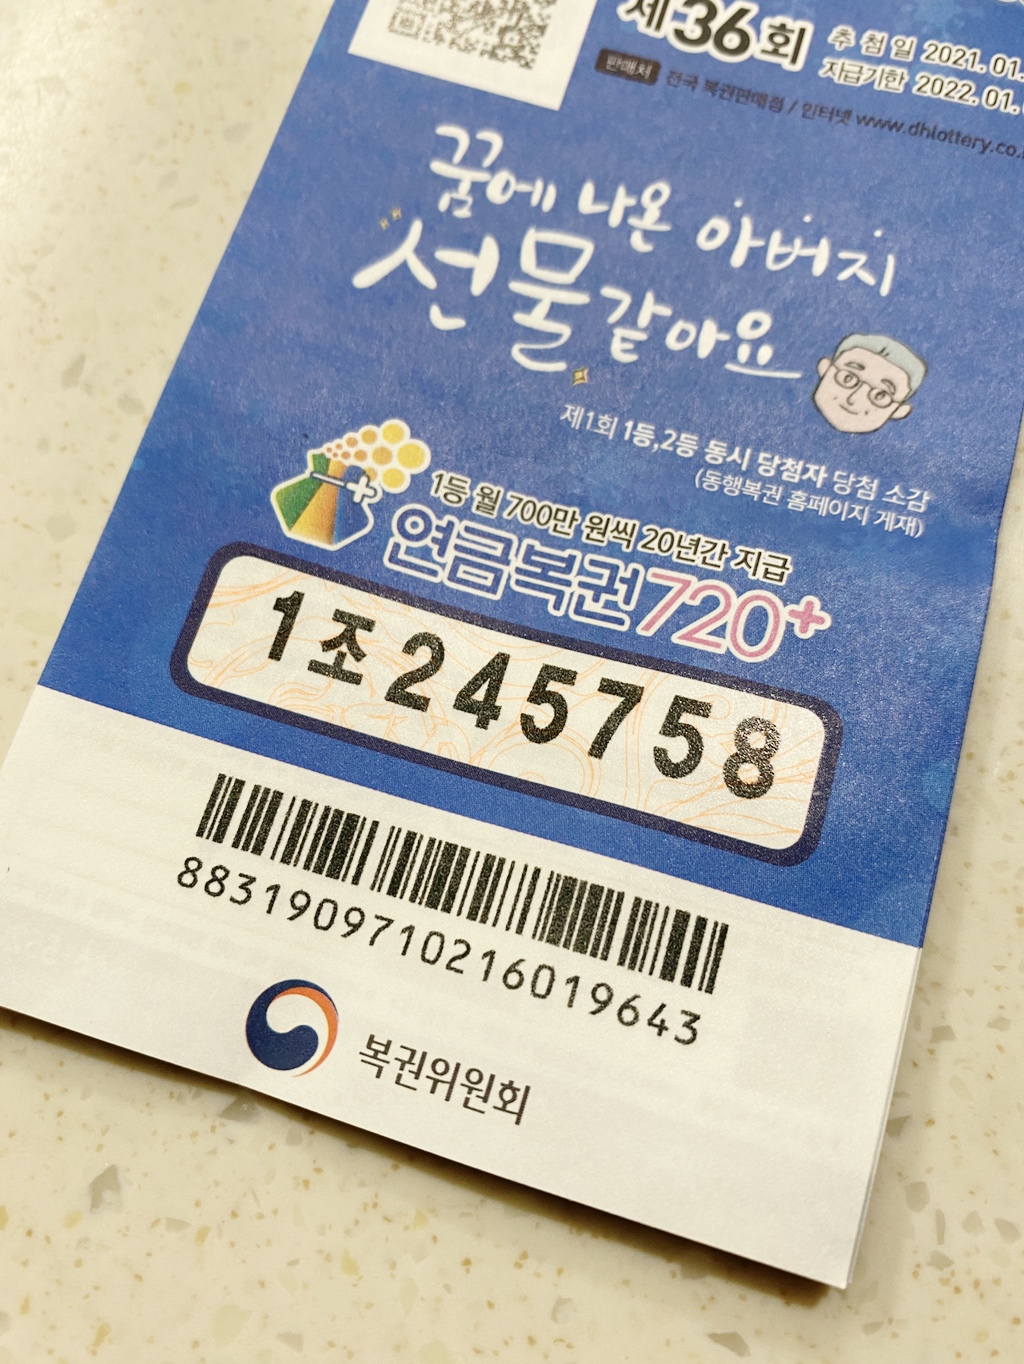 제36회
추첨일 2021. 01.
지급기한 2022. 01.
판매처 전국 복권판매점 / 인터넷 www.dhlottery.co.
꿈에 나온 아버지
선물같아요
제1회 1등,2등 동시 당첨자 당첨 소감
(동행복권 홈페이지 게재)
1등 월 700만 원씩 20년간 지급
연금복권720+
1조245758
8831909710216019643
복권위원회